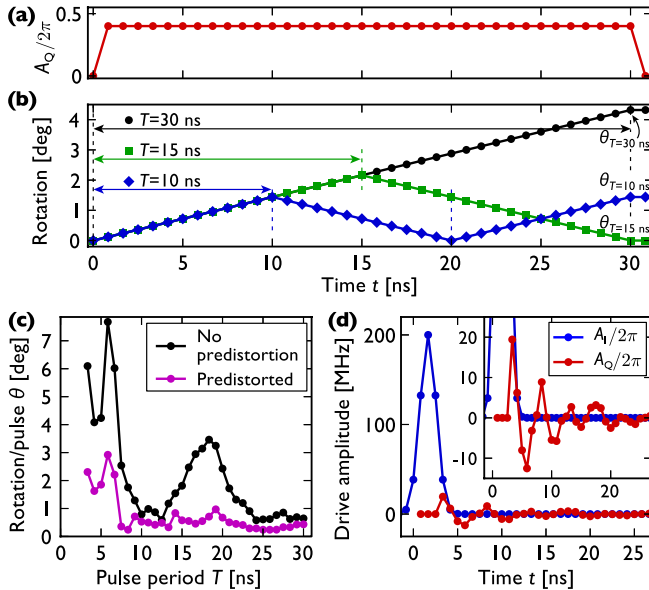 (a)
A_Q/2π
0.5
0
(b)
Rotation [deg]
4
3
2
1
0
T=30 ns
T=15 ns
T=10 ns
θ_T=30 ns
θ_T=10 ns
θ_T=15 ns
0 5 10 15 20 25 30
Time t [ns]
(c)
Rotation/pulse θ [deg]
7
6
5
4
3
2
1
0
No predistortion
Predistorted
0 5 10 15 20 25 30
Pulse period T [ns]
(d)
Drive amplitude [MHz]
200
100
0
A_I/2π
A_Q/2π
20
10
0
-10
0 10 20
0 5 10 15 20 25
Time t [ns]